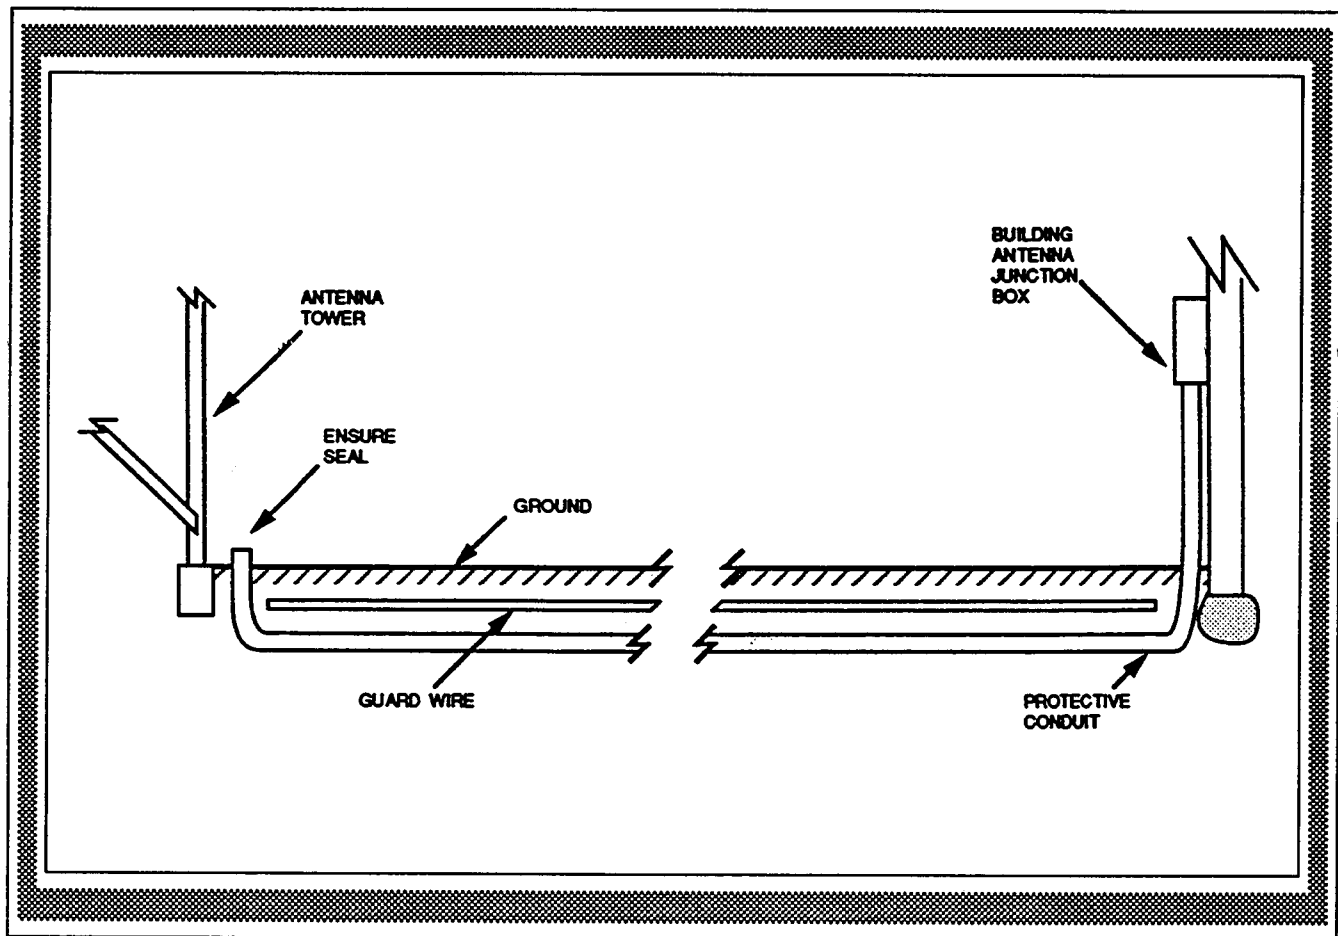 BUILDING
ANTENNA
JUNCTION
BOX
ANTENNA
TOWER
ENSURE
SEAL
GROUND
GUARD WIRE
PROTECTIVE
CONDUIT